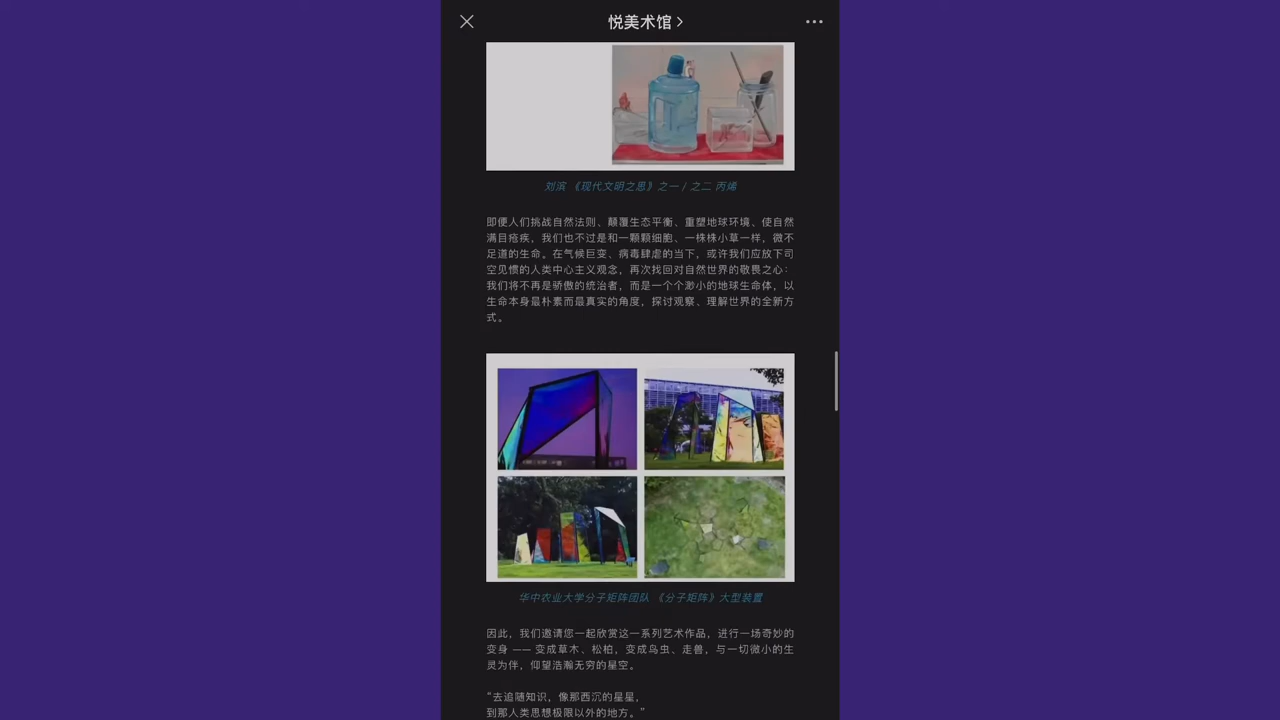 悦美术馆
刘滨 《现代文明之思》之一 / 之二 丙烯
即便人们挑战自然法则、颠覆生态平衡、重塑地球环境、使自然
满目疮疾，我们也不过是和一颗颗细胞、一株株小草一样，微不
足道的生命。在气候巨变、病毒肆虐的当下，或许我们应放下司
空见惯的人类中心主义观念，再次找回对自然世界的敬畏之心：
我们将不再是骄傲的统治者，而是一个个渺小的地球生命体，以
生命本身最朴素而最真实的角度，探讨观察、理解世界的全新方
式。
华中农业大学分子矩阵团队 《分子矩阵》大型装置
因此，我们邀请您一起欣赏这一系列艺术作品，进行一场奇妙的
变身 —— 变成草木、松柏，变成鸟虫、走兽，与一切微小的生
灵为伴，仰望浩瀚无穷的星空。
“去追随知识，像那西沉的星星，
到那人类思想极限以外的地方。”